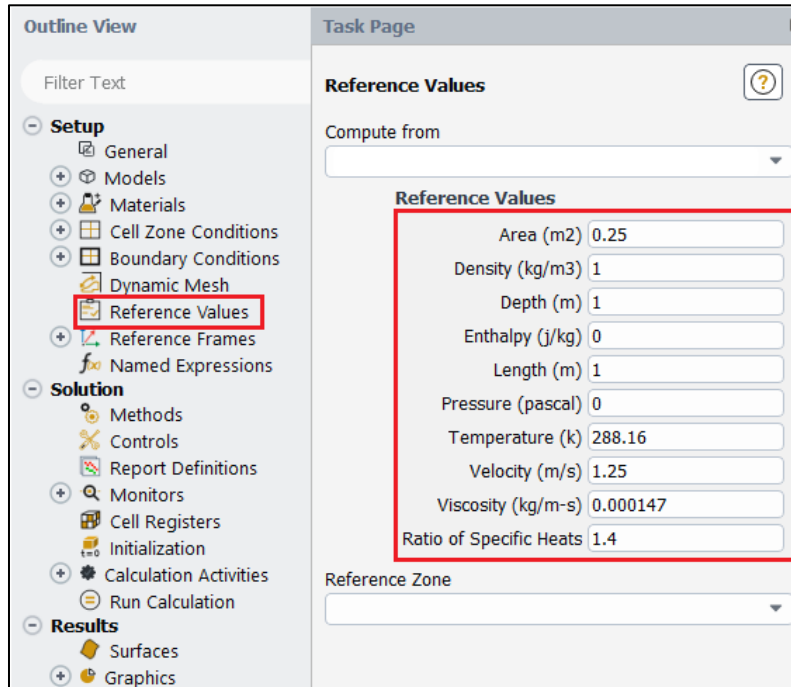 Outline View
Filter Text
Setup
General
Models
Materials
Cell Zone Conditions
Boundary Conditions
Dynamic Mesh
Reference Values
Reference Frames
Named Expressions
Solution
Methods
Controls
Report Definitions
Monitors
Cell Registers
Initialization
Calculation Activities
Run Calculation
Results
Surfaces
Graphics
Task Page
Reference Values
?
Compute from
Reference Values
Area (m2) 0.25
Density (kg/m3) 1
Depth (m) 1
Enthalpy (j/kg) 0
Length (m) 1
Pressure (pascal) 0
Temperature (k) 288.16
Velocity (m/s) 1.25
Viscosity (kg/m-s) 0.000147
Ratio of Specific Heats 1.4
Reference Zone